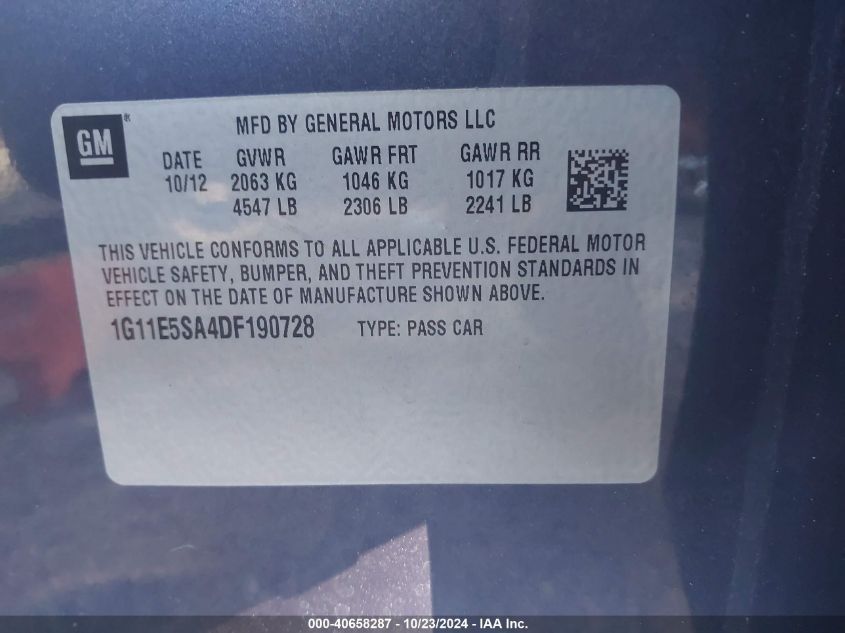 GM®
MFD BY GENERAL MOTORS LLC
DATE GVWR GAWR FRT GAWR RR
10/12 2063 KG 1046 KG 1017 KG
4547 LB 2306 LB 2241 LB
THIS VEHICLE CONFORMS TO ALL APPLICABLE U.S. FEDERAL MOTOR
VEHICLE SAFETY, BUMPER, AND THEFT PREVENTION STANDARDS IN
EFFECT ON THE DATE OF MANUFACTURE SHOWN ABOVE.
1G11E5SA4DF190728 TYPE: PASS CAR
000-40658287 - 10/23/2024 - IAA Inc.